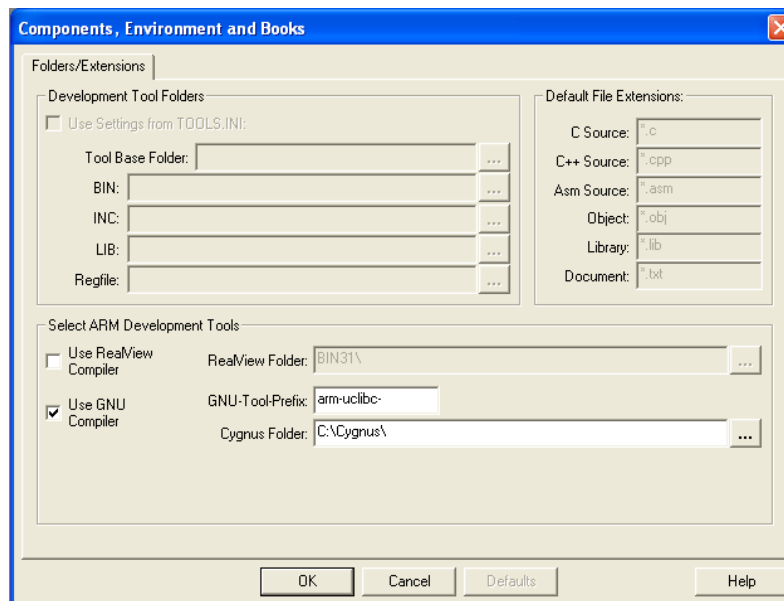 Components, Environment and Books
Folders/Extensions
Development Tool Folders
Use Settings from TOOLS.INI:
Tool Base Folder: ...
BIN: ...
INC: ...
LIB: ...
Regfile: ...
Default File Extensions:
C Source: *.c
C++ Source: *.cpp
Asm Source: *.asm
Object: *.obj
Library: *.lib
Document: *.txt
Select ARM Development Tools
Use RealView
Compiler
RealView Folder: BIN31\ ...
Use GNU
Compiler
GNU-Tool-Prefix: arm-uclibc-
Cygnus Folder: C:\Cygnus\ ...
OK Cancel Defaults Help